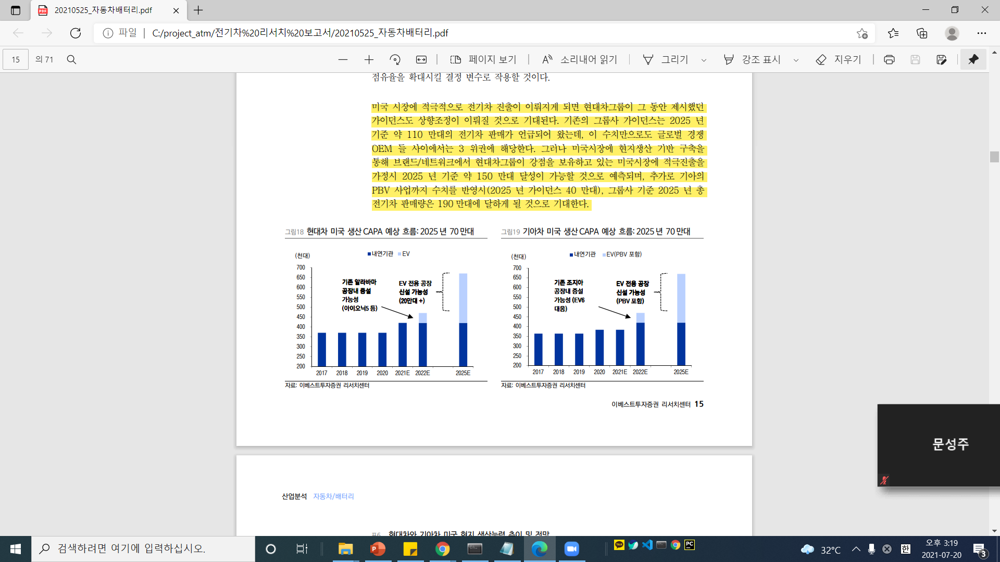 20210525_자동차배터리.pdf
파일
C:/project_atm/전기차%20리서치%20보고서/20210525_자동차배터리.pdf
15 의 71
페이지 보기
소리내어 읽기
그리기
강조 표시
지우기
점유율을 확대시킬 결정 변수로 작용할 것이다.
미국 시장에 적극적으로 전기차 진출이 이뤄지게 되면 현대차그룹이 그 동안 제시했던
가이던스도 상향조정이 이뤄질 것으로 기대된다. 기존의 그룹사 가이던스는 2025 년
기준 약 110 만대의 전기차 판매가 언급되어 왔는데, 이 수치만으로도 글로벌 경쟁
OEM 들 사이에서는 3 위권에 해당한다. 그러나 미국시장에 현지생산 기반 구축을
통해 브랜드/네트워크에서 현대차그룹이 강점을 보유하고 있는 미국시장에 적극진출을
가정시 2025 년 기준 약 150 만대 달성이 가능할 것으로 예측되며, 추가로 기아의
PBV 사업까지 수치를 반영시(2025 년 가이던스 40 만대), 그룹사 기준 2025 년 총
전기차 판매량은 190 만대에 달하게 될 것으로 기대한다.
그림18 현대차 미국 생산 CAPA 예상 흐름: 2025 년 70 만대
(천대)
내연기관 EV
700
650
600
550
500
450
400
350
300
250
200
기존 알라바마
공장내 증설
가능성
(아이오닉5 등)
EV 전용 공장
신설 가능성
(20만대 +)
2017 2018 2019 2020 2021E 2022E 2025E
자료: 이베스트투자증권 리서치센터
그림19 기아차 미국 생산 CAPA 예상 흐름: 2025 년 70 만대
(천대)
내연기관 EV(PBV 포함)
700
650
600
550
500
450
400
350
300
250
200
기존 조지아
공장내 증설
가능성 (EV6
대응)
EV 전용 공장
신설 가능성
(PBV 포함)
2017 2018 2019 2020 2021E 2022E 2025E
자료: 이베스트투자증권 리서치센터
이베스트투자증권 리서치센터 15
문성주
산업분석 자동차/배터리
표6 현대차와 기아차 미국 현지 생산능력 추이 및 전망
검색하려면 여기에 입력하십시오.
TALK
PC
32°C
한
오후 3:19
2021-07-20
3